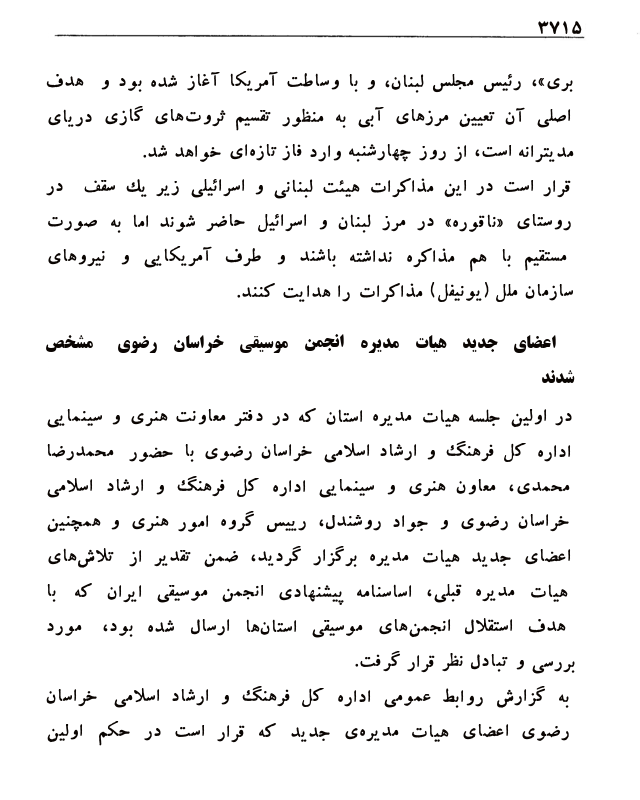 ۳۷۱۵
بری»، رئیس مجلس لبنان، و با وساطت آمریکا آغاز شده بود و هدف
اصلی آن تعیین مرزهای آبی به منظور تقسیم ثروت‌های گازی دریای
مدیترانه است، از روز چهارشنبه وارد فاز تازه‌ای خواهد شد.
قرار است در این مذاکرات هیئت لبنانی و اسرائیلی زیر یك سقف در
روستای «ناقوره» در مرز لبنان و اسرائیل حاضر شوند اما به صورت
مستقیم با هم مذاکره نداشته باشند و طرف آمریکایی و نیروهای
سازمان ملل (یونیفل) مذاکرات را هدایت کنند.
اعضای جدید هیات مدیره انجمن موسیقی خراسان رضوی مشخص
شدند
در اولین جلسه هیات مدیره استان که در دفتر معاونت هنری و سینمایی
اداره کل فرهنگ و ارشاد اسلامی خراسان رضوی با حضور محمدرضا
محمدی، معاون هنری و سینمایی اداره کل فرهنگ و ارشاد اسلامی
خراسان رضوی و جواد روشندل، رییس گروه امور هنری و همچنین
اعضای جدید هیات مدیره برگزار گردید، ضمن تقدیر از تلاش‌های
هیات مدیره قبلی، اساسنامه پیشنهادی انجمن موسیقی ایران که با
هدف استقلال انجمن‌های موسیقی استان‌ها ارسال شده بود، مورد
بررسی و تبادل نظر قرار گرفت.
به گزارش روابط عمومی اداره کل فرهنگ و ارشاد اسلامی خراسان
رضوی اعضای هیات مدیره‌ی جدید که قرار است در حکم اولین